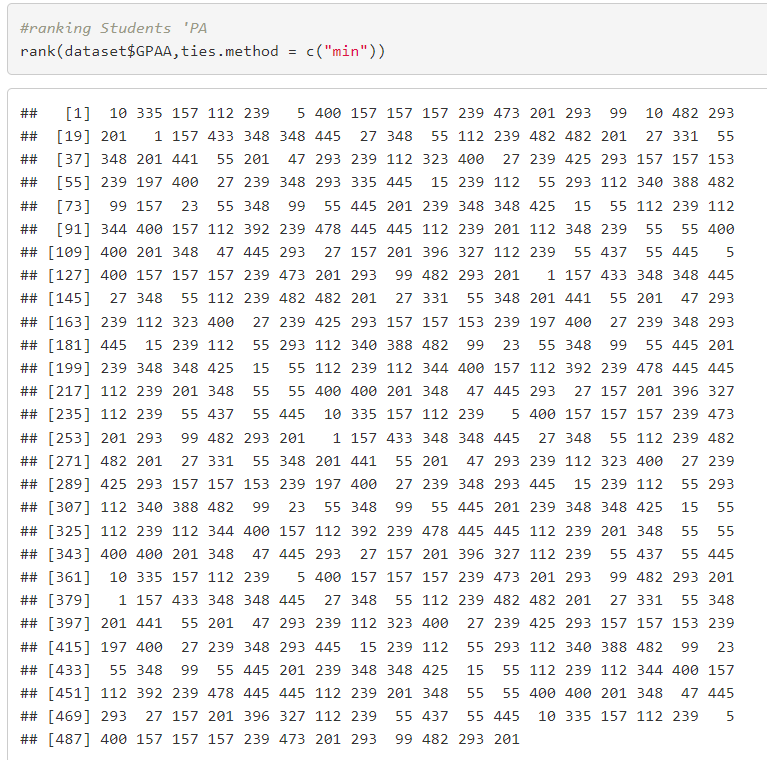 #ranking Students 'PA
rank(dataset$GPAA,ties.method = c("min"))
## [1] 10 335 157 112 239 5 400 157 157 157 239 473 201 293 99 10 482 293
## [19] 201 1 157 433 348 348 445 27 348 55 112 239 482 482 201 27 331 55
## [37] 348 201 441 55 201 47 293 239 112 323 400 27 239 425 293 157 157 153
## [55] 239 197 400 27 239 348 293 335 445 15 239 112 55 293 112 340 388 482
## [73] 99 157 23 55 348 99 55 445 201 239 348 348 425 15 55 112 239 112
## [91] 344 400 157 112 392 239 478 445 445 112 239 201 112 348 239 55 55 400
## [109] 400 201 348 47 445 293 27 157 201 396 327 112 239 55 437 55 445 5
## [127] 400 157 157 157 239 473 201 293 99 482 293 201 1 157 433 348 348 445
## [145] 27 348 55 112 239 482 482 201 27 331 55 348 201 441 55 201 47 293
## [163] 239 112 323 400 27 239 425 293 157 157 153 239 197 400 27 239 348 293
## [181] 445 15 239 112 55 293 112 340 388 482 99 23 55 348 99 55 445 201
## [199] 239 348 348 425 15 55 112 239 112 344 400 157 112 392 239 478 445 445
## [217] 112 239 201 348 55 55 400 400 201 348 47 445 293 27 157 201 396 327
## [235] 112 239 55 437 55 445 10 335 157 112 239 5 400 157 157 157 239 473
## [253] 201 293 99 482 293 201 1 157 433 348 348 445 27 348 55 112 239 482
## [271] 482 201 27 331 55 348 201 441 55 201 47 293 239 112 323 400 27 239
## [289] 425 293 157 157 153 239 197 400 27 239 348 293 445 15 239 112 55 293
## [307] 112 340 388 482 99 23 55 348 99 55 445 201 239 348 348 425 15 55
## [325] 112 239 112 344 400 157 112 392 239 478 445 445 112 239 201 348 55 55
## [343] 400 400 201 348 47 445 293 27 157 201 396 327 112 239 55 437 55 445
## [361] 10 335 157 112 239 5 400 157 157 157 239 473 201 293 99 482 293 201
## [379] 1 157 433 348 348 445 27 348 55 112 239 482 482 201 27 331 55 348
## [397] 201 441 55 201 47 293 239 112 323 400 27 239 425 293 157 157 153 239
## [415] 197 400 27 239 348 293 445 15 239 112 55 293 112 340 388 482 99 23
## [433] 55 348 99 55 445 201 239 348 348 425 15 55 112 239 112 344 400 157
## [451] 112 392 239 478 445 445 112 239 201 348 55 55 400 400 201 348 47 445
## [469] 293 27 157 201 396 327 112 239 55 437 55 445 10 335 157 112 239 5
## [487] 400 157 157 157 239 473 201 293 99 482 293 201